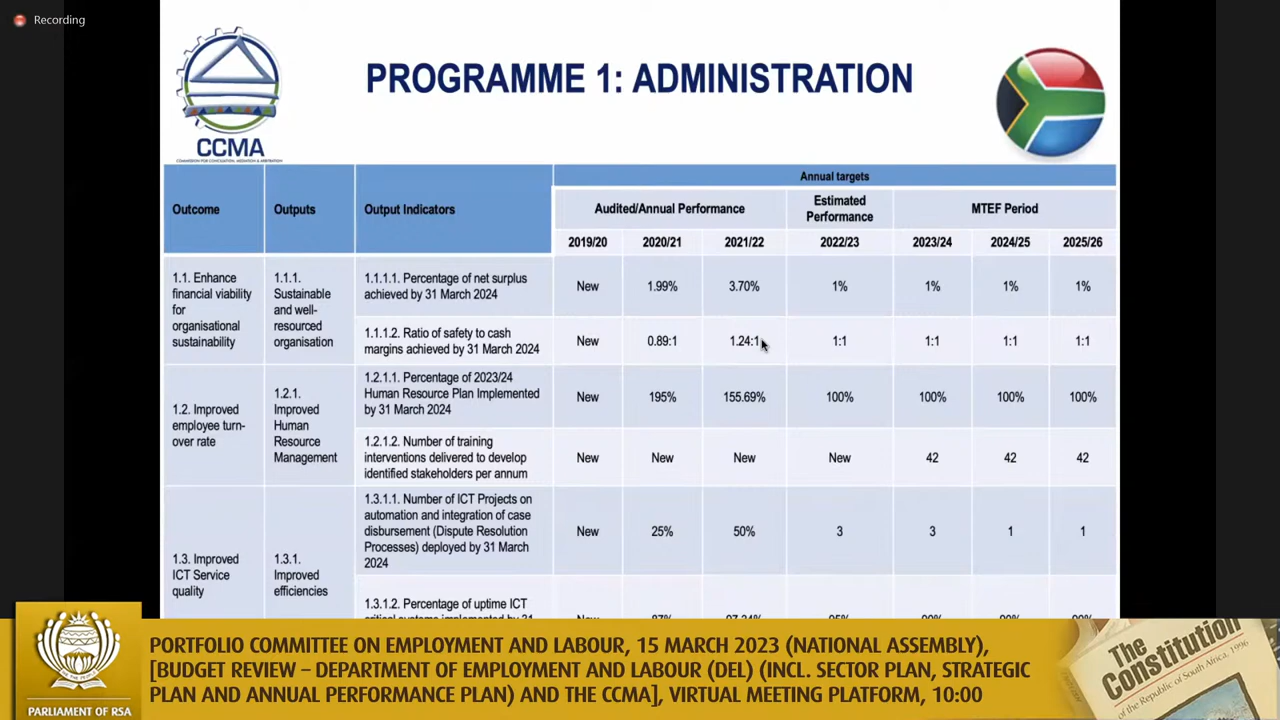 Recording
CCMA
COMMISSION FOR CONCILIATION, MEDIATION & ARBITRATION
PROGRAMME 1: ADMINISTRATION
Outcome
Outputs
Output Indicators
Annual targets
Audited/Annual Performance
Estimated
Performance
MTEF Period
2019/20 2020/21 2021/22 2022/23 2023/24 2024/25 2025/26
1.1. Enhance
financial viability
for
organisational
sustainability
1.1.1.
Sustainable
and well-
resourced
organisation
1.1.1.1. Percentage of net surplus
achieved by 31 March 2024
New 1.99% 3.70% 1% 1% 1% 1%
1.1.1.2. Ratio of safety to cash
margins achieved by 31 March 2024
New 0.89:1 1.24:1 1:1 1:1 1:1 1:1
1.2. Improved
employee turn-
over rate
1.2.1.
Improved
Human
Resource
Management
1.2.1.1. Percentage of 2023/24
Human Resource Plan Implemented
by 31 March 2024
New 195% 155.69% 100% 100% 100% 100%
1.2.1.2. Number of training
interventions delivered to develop
identified stakeholders per annum
New New New New 42 42 42
1.3. Improved
ICT Service
quality
1.3.1.
Improved
efficiencies
1.3.1.1. Number of ICT Projects on
automation and integration of case
disbursement (Dispute Resolution
Processes) deployed by 31 March
2024
New 25% 50% 3 3 1 1
1.3.1.2. Percentage of uptime ICT
PARLIAMENT OF RSA
PORTFOLIO COMMITTEE ON EMPLOYMENT AND LABOUR, 15 MARCH 2023 (NATIONAL ASSEMBLY),
[BUDGET REVIEW – DEPARTMENT OF EMPLOYMENT AND LABOUR (DEL) (INCL. SECTOR PLAN, STRATEGIC
PLAN AND ANNUAL PERFORMANCE PLAN) AND THE CCMA], VIRTUAL MEETING PLATFORM, 10:00
The
Constitution
of the Republic of South Africa, 1996